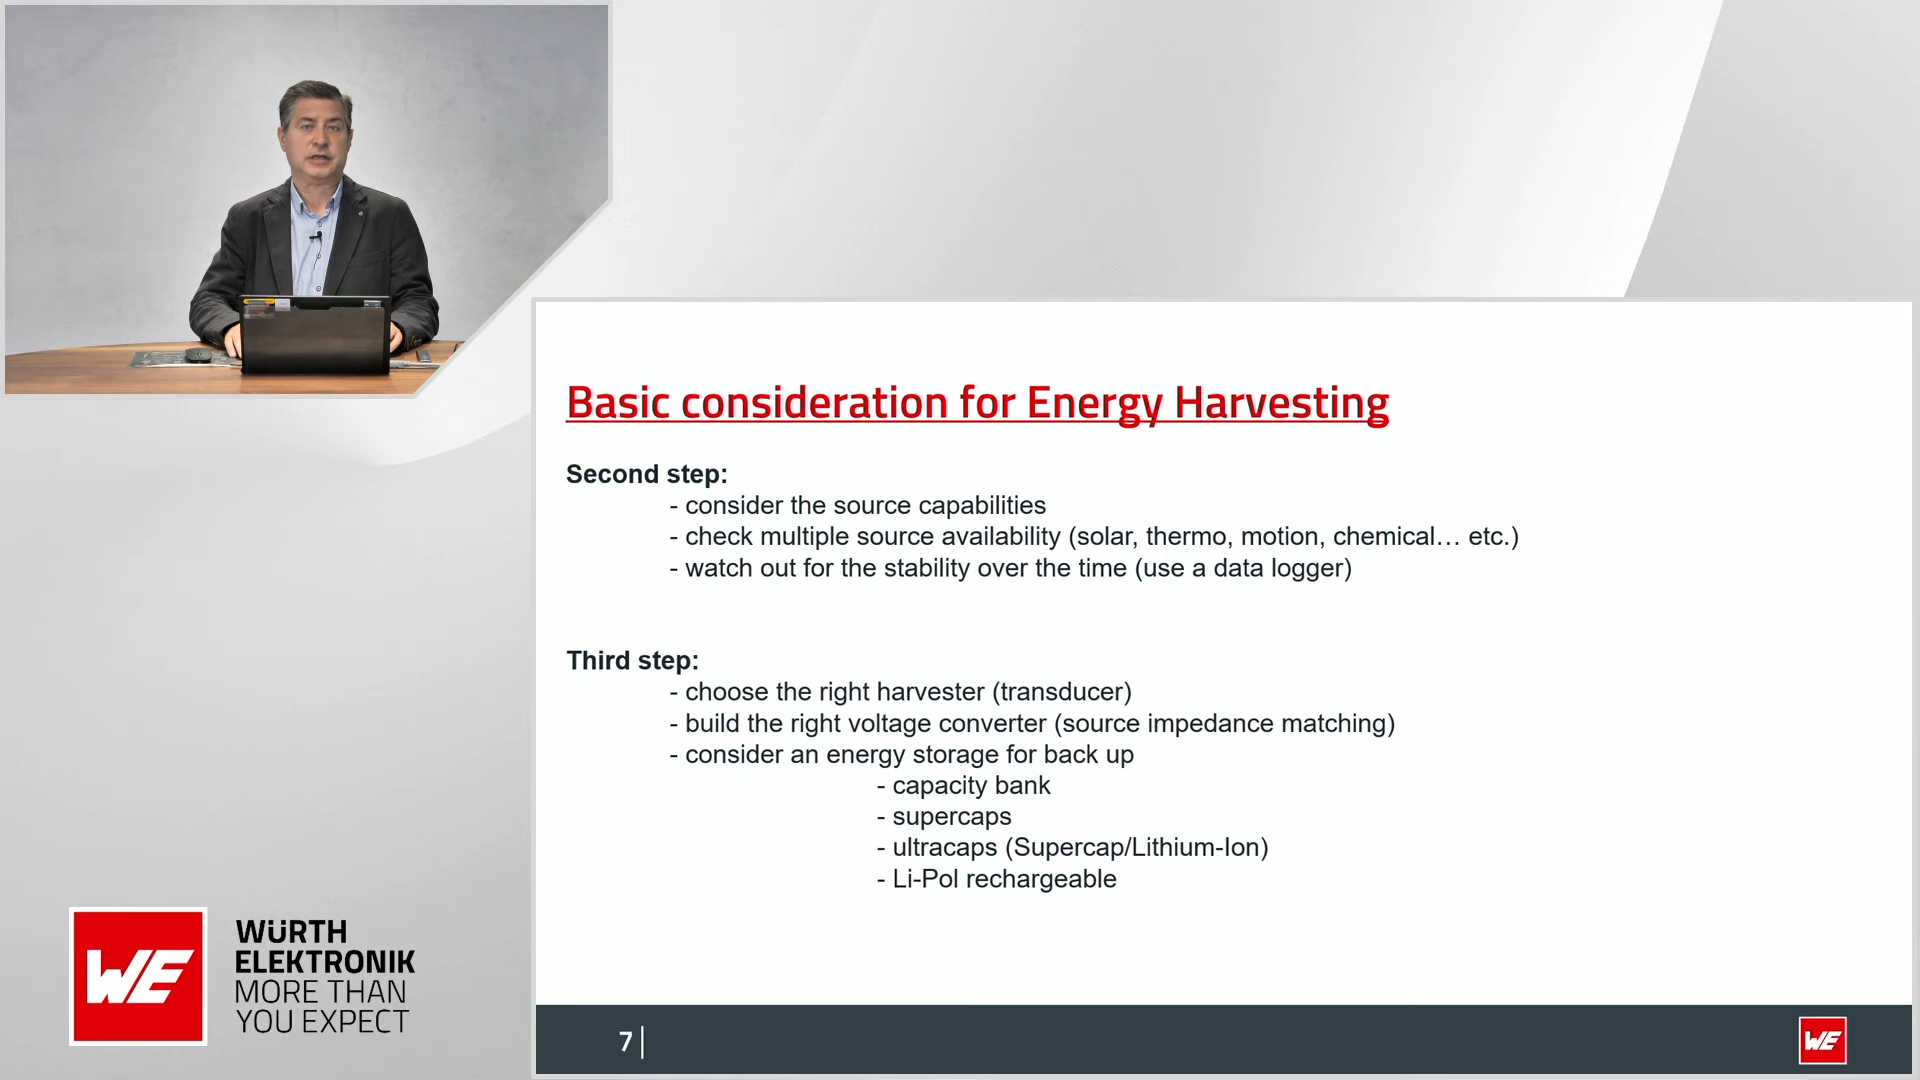 Basic consideration for Energy Harvesting
Second step:
- consider the source capabilities
- check multiple source availability (solar, thermo, motion, chemical… etc.)
- watch out for the stability over the time (use a data logger)
Third step:
- choose the right harvester (transducer)
- build the right voltage converter (source impedance matching)
- consider an energy storage for back up
- capacity bank
- supercaps
- ultracaps (Supercap/Lithium-Ion)
- Li-Pol rechargeable
WE
WÜRTH
ELEKTRONIK
MORE THAN
YOU EXPECT
7
WE